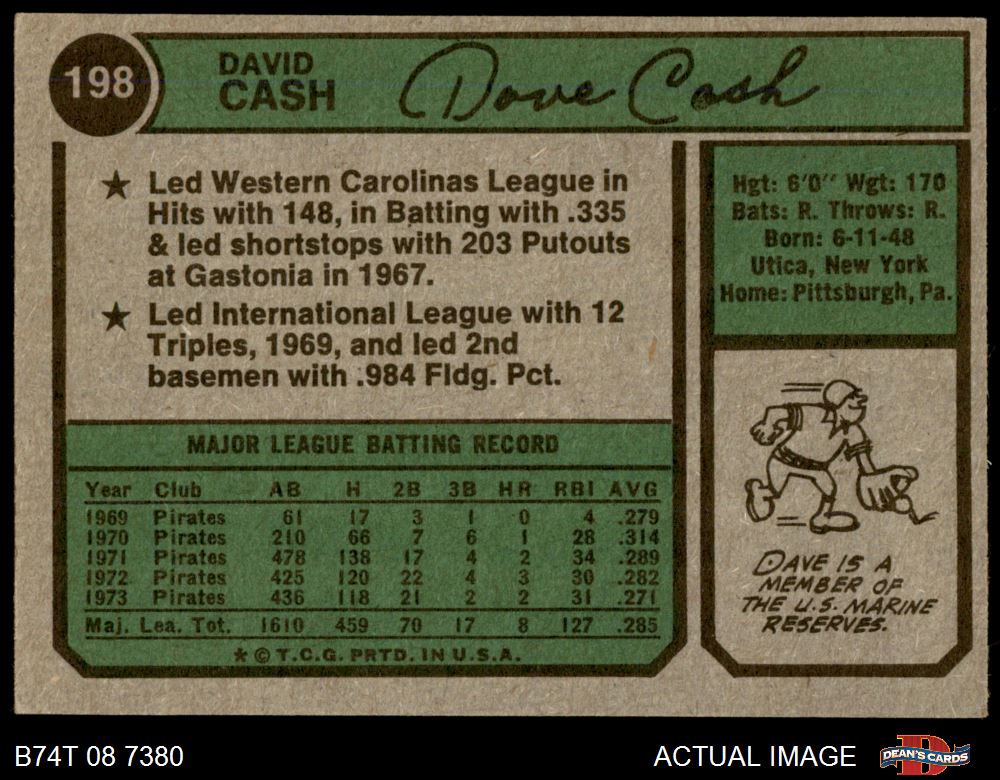 198
DAVID
CASH
Dave Cash
★ Led Western Carolinas League in
Hits with 148, in Batting with .335
& led shortstops with 203 Putouts
at Gastonia in 1967.
★ Led International League with 12
Triples, 1969, and led 2nd
basemen with .984 Fldg. Pct.
Hgt: 6'0" Wgt: 170
Bats: R. Throws: R.
Born: 6-11-48
Utica, New York
Home: Pittsburgh, Pa.
MAJOR LEAGUE BATTING RECORD
Year Club AB H 2B 3B HR RBI AVG
1969 Pirates 61 17 3 1 0 4 .279
1970 Pirates 210 66 7 6 1 28 .314
1971 Pirates 478 138 17 4 2 34 .289
1972 Pirates 425 120 22 4 3 30 .282
1973 Pirates 436 118 21 2 2 31 .271
Maj. Lea. Tot. 1610 459 70 17 8 127 .285
* © T.C.G. PRTD. IN U.S.A.
DAVE IS A
MEMBER OF
THE U.S. MARINE
RESERVES.
B74T 08 7380
ACTUAL IMAGE
DEAN'S CARDS